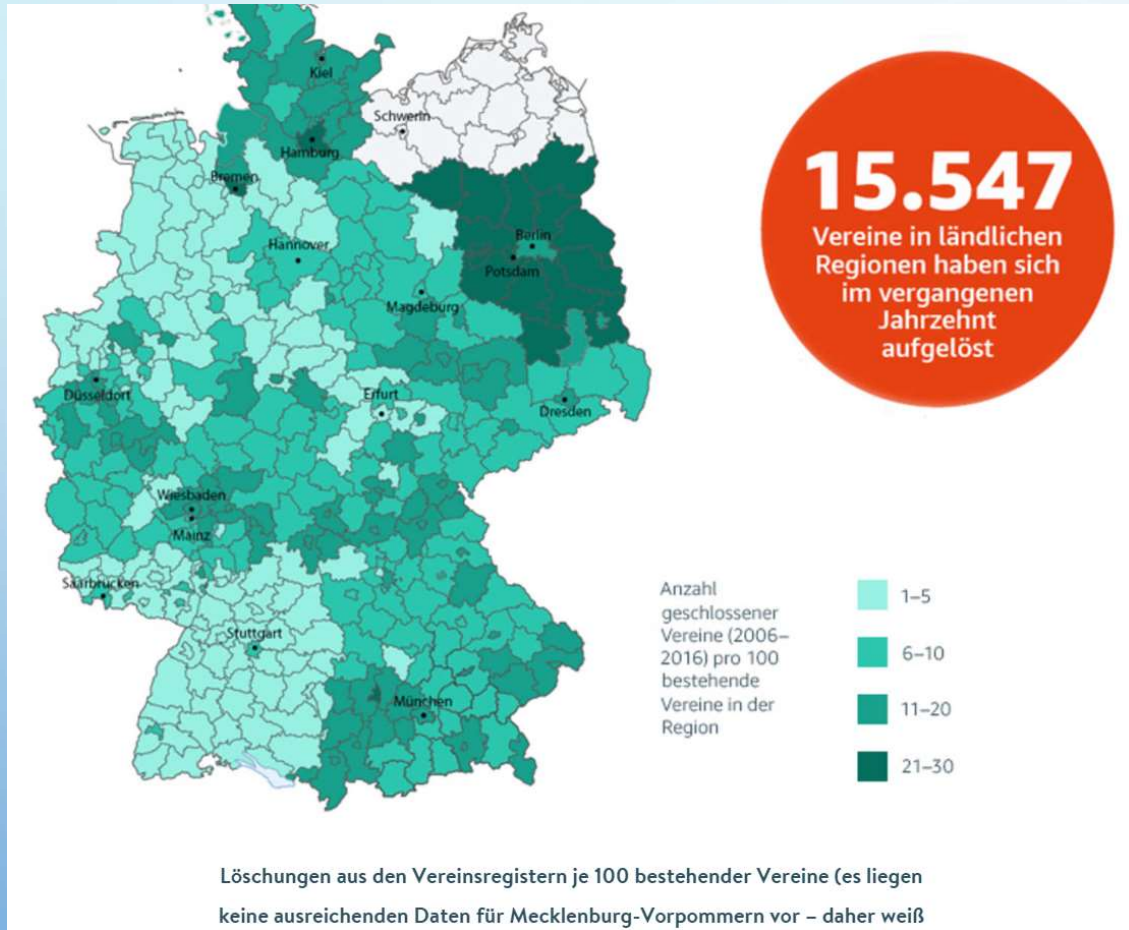 Kiel
Schwerin
Hamburg
Bremen
Berlin
Hannover
Potsdam
Magdeburg
Düsseldorf
Erfurt
Dresden
Wiesbaden
Mainz
Saarbrücken
Stuttgart
München
15.547
Vereine in ländlichen
Regionen haben sich
im vergangenen
Jahrzehnt
aufgelöst
Anzahl
geschlossener
Vereine (2006–
2016) pro 100
bestehende
Vereine in der
Region
1–5
6–10
11–20
21–30
Löschungen aus den Vereinsregistern je 100 bestehender Vereine (es liegen
keine ausreichenden Daten für Mecklenburg-Vorpommern vor – daher weiß